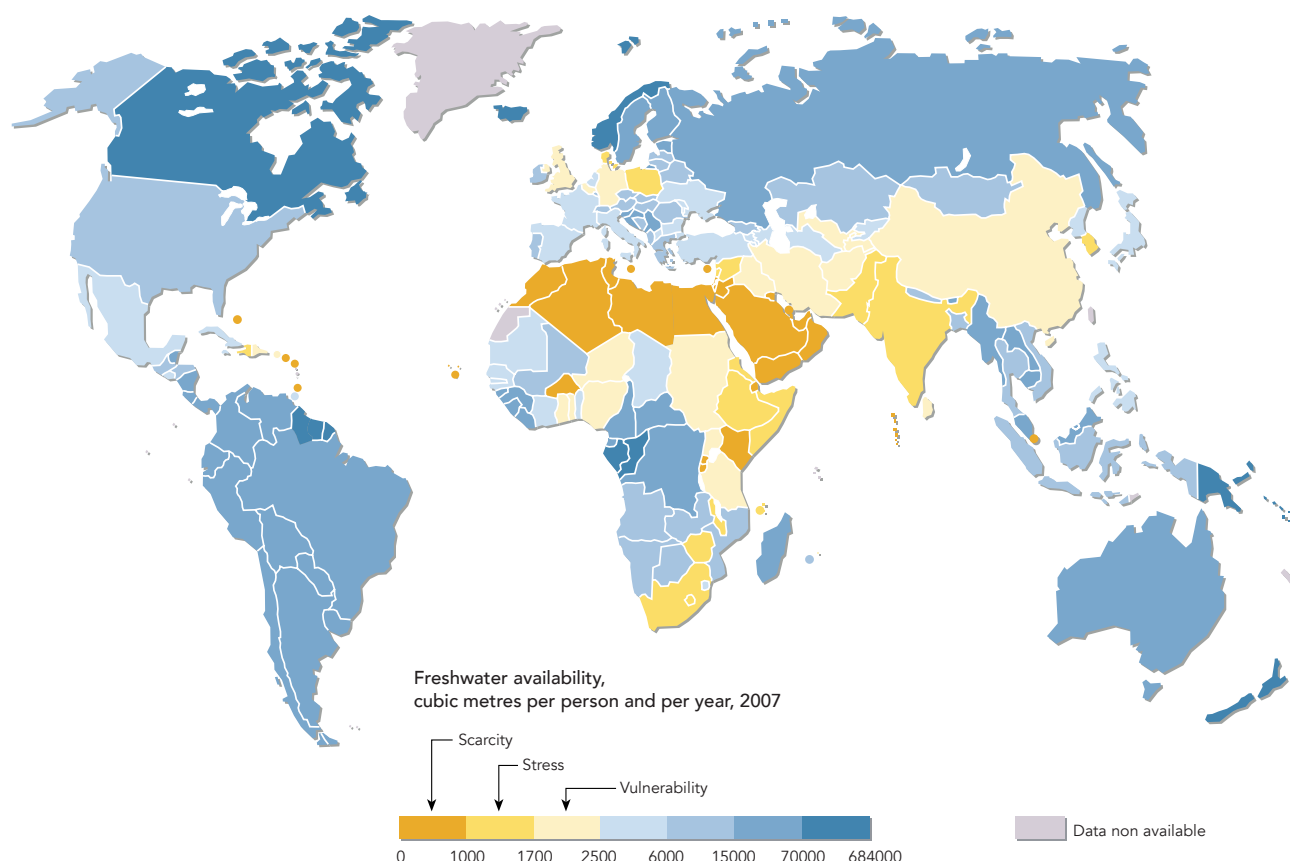 Freshwater availability,
cubic metres per person and per year, 2007
Scarcity
Stress
Vulnerability
0 1000 1700 2500 6000 15000 70000 684000
Data non available